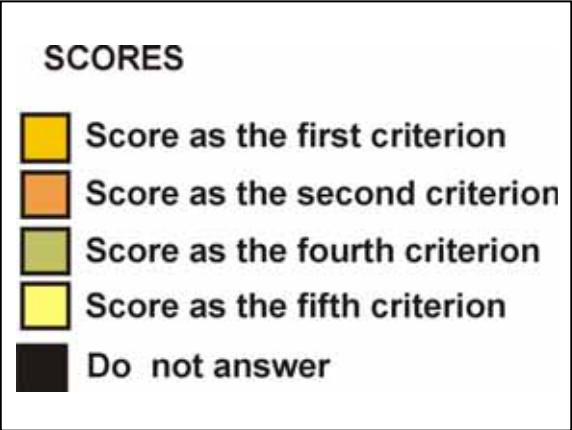 SCORES
Score as the first criterion
Score as the second criterion
Score as the fourth criterion
Score as the fifth criterion
Do not answer